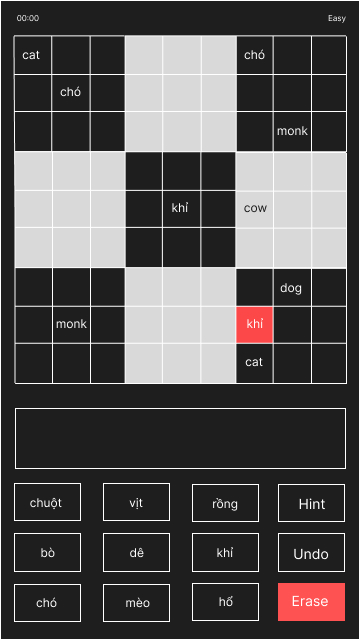 00:00 Easy
cat chó
chó
monk
khỉ cow
dog
monk khỉ
cat
chuột vịt rồng Hint
bò dê khỉ Undo
chó mèo hổ Erase